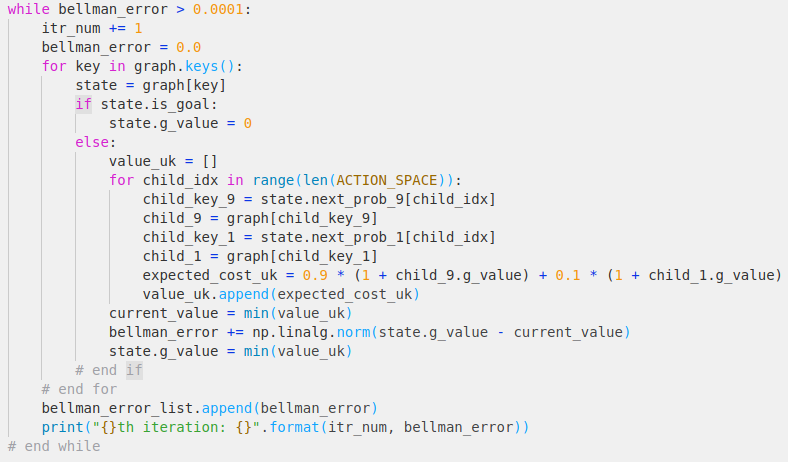 while bellman_error > 0.0001:
    itr_num += 1
    bellman_error = 0.0
    for key in graph.keys():
        state = graph[key]
        if state.is_goal:
            state.g_value = 0
        else:
            value_uk = []
            for child_idx in range(len(ACTION_SPACE)):
                child_key_9 = state.next_prob_9[child_idx]
                child_9 = graph[child_key_9]
                child_key_1 = state.next_prob_1[child_idx]
                child_1 = graph[child_key_1]
                expected_cost_uk = 0.9 * (1 + child_9.g_value) + 0.1 * (1 + child_1.g_value)
                value_uk.append(expected_cost_uk)
            current_value = min(value_uk)
            bellman_error += np.linalg.norm(state.g_value - current_value)
            state.g_value = min(value_uk)
        # end if
    # end for
    bellman_error_list.append(bellman_error)
    print("{}th iteration: {}".format(itr_num, bellman_error))
# end while